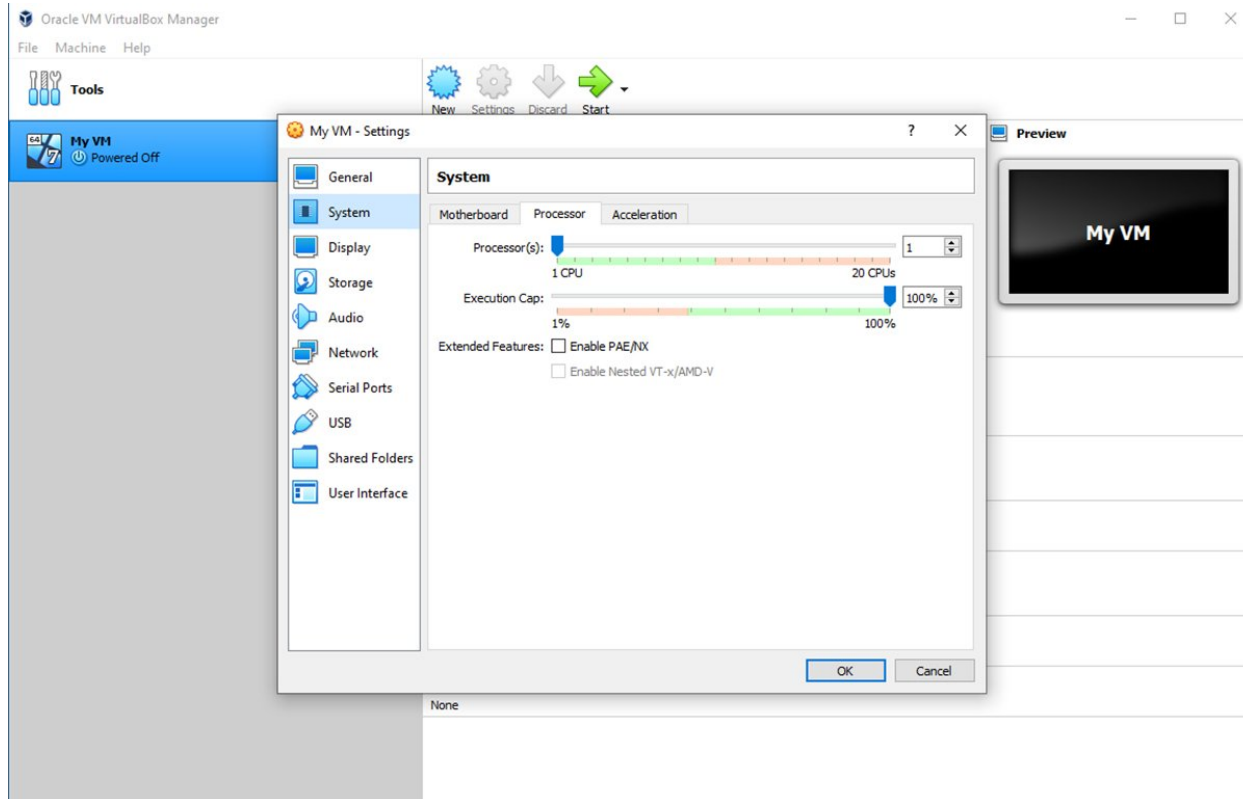 Oracle VM VirtualBox Manager
File Machine Help
Tools
New Settings Discard Start
64
7
My VM
Powered Off
My VM - Settings
?
Preview
My VM
General
System
Display
Storage
Audio
Network
Serial Ports
USB
Shared Folders
User Interface
System
Motherboard Processor Acceleration
Processor(s): 1
1 CPU 20 CPUs
Execution Cap: 100%
1% 100%
Extended Features: Enable PAE/NX
Enable Nested VT-x/AMD-V
OK Cancel
None